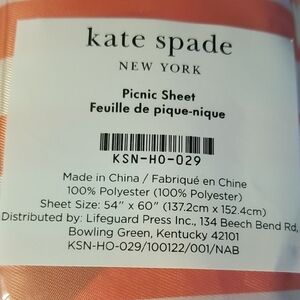 kate spade
NEW YORK
Picnic Sheet
Feuille de pique-nique
KSN-HO-029
Made in China / Fabriqué en Chine
100% Polyester (100% Polyester)
Sheet Size: 54" x 60" (137.2cm x 152.4cm)
Distributed by: Lifeguard Press Inc., 134 Beech Bend Rd,
Bowling Green, Kentucky 42101
KSN-HO-029/100122/001/NAB